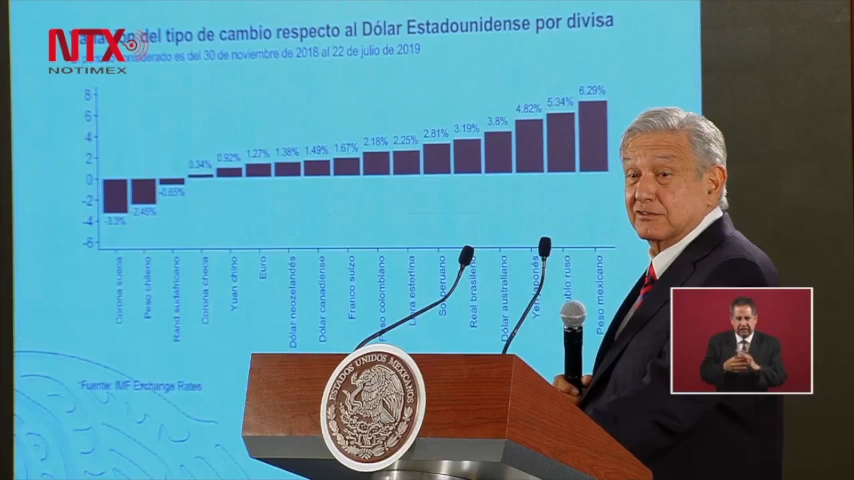 NTX
NOTIMEX
del tipo de cambio respecto al Dólar Estadounidense por divisa
considerado es del 30 de noviembre de 2018 al 22 de julio de 2019
8
6
4
2
0
-2
-4
-6
-3.3%
-2.45%
-0.65%
0.34%
0.92%
1.27%
1.38%
1.49%
1.67%
2.18%
2.25%
2.81%
3.19%
3.8%
4.82%
5.34%
6.29%
Corona sueca
Peso chileno
Rand sudafricano
Corona checa
Yuan chino
Euro
Dólar neozelandés
Dólar canadiense
Franco suizo
Peso colombiano
Libra esterlina
Sol peruano
Real brasileño
Dólar australiano
Yen japonés
ruso
Peso mexicano
Fuente: IMF Exchange Rates
ESTADOS UNIDOS MEXICANOS